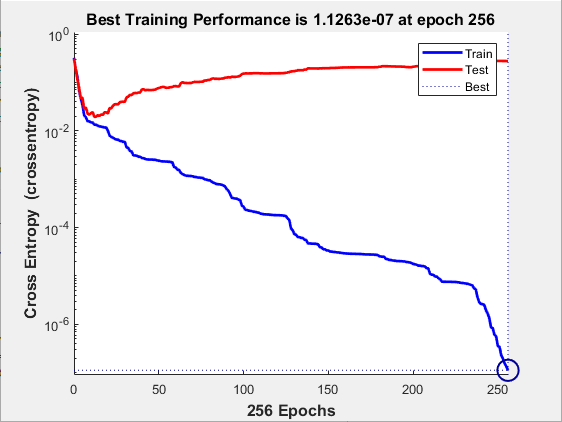 Best Training Performance is 1.1263e-07 at epoch 256
10^0
Train
Test
Best
10^-2
10^-4
10^-6
Cross Entropy (crossentropy)
0 50 100 150 200 250
256 Epochs